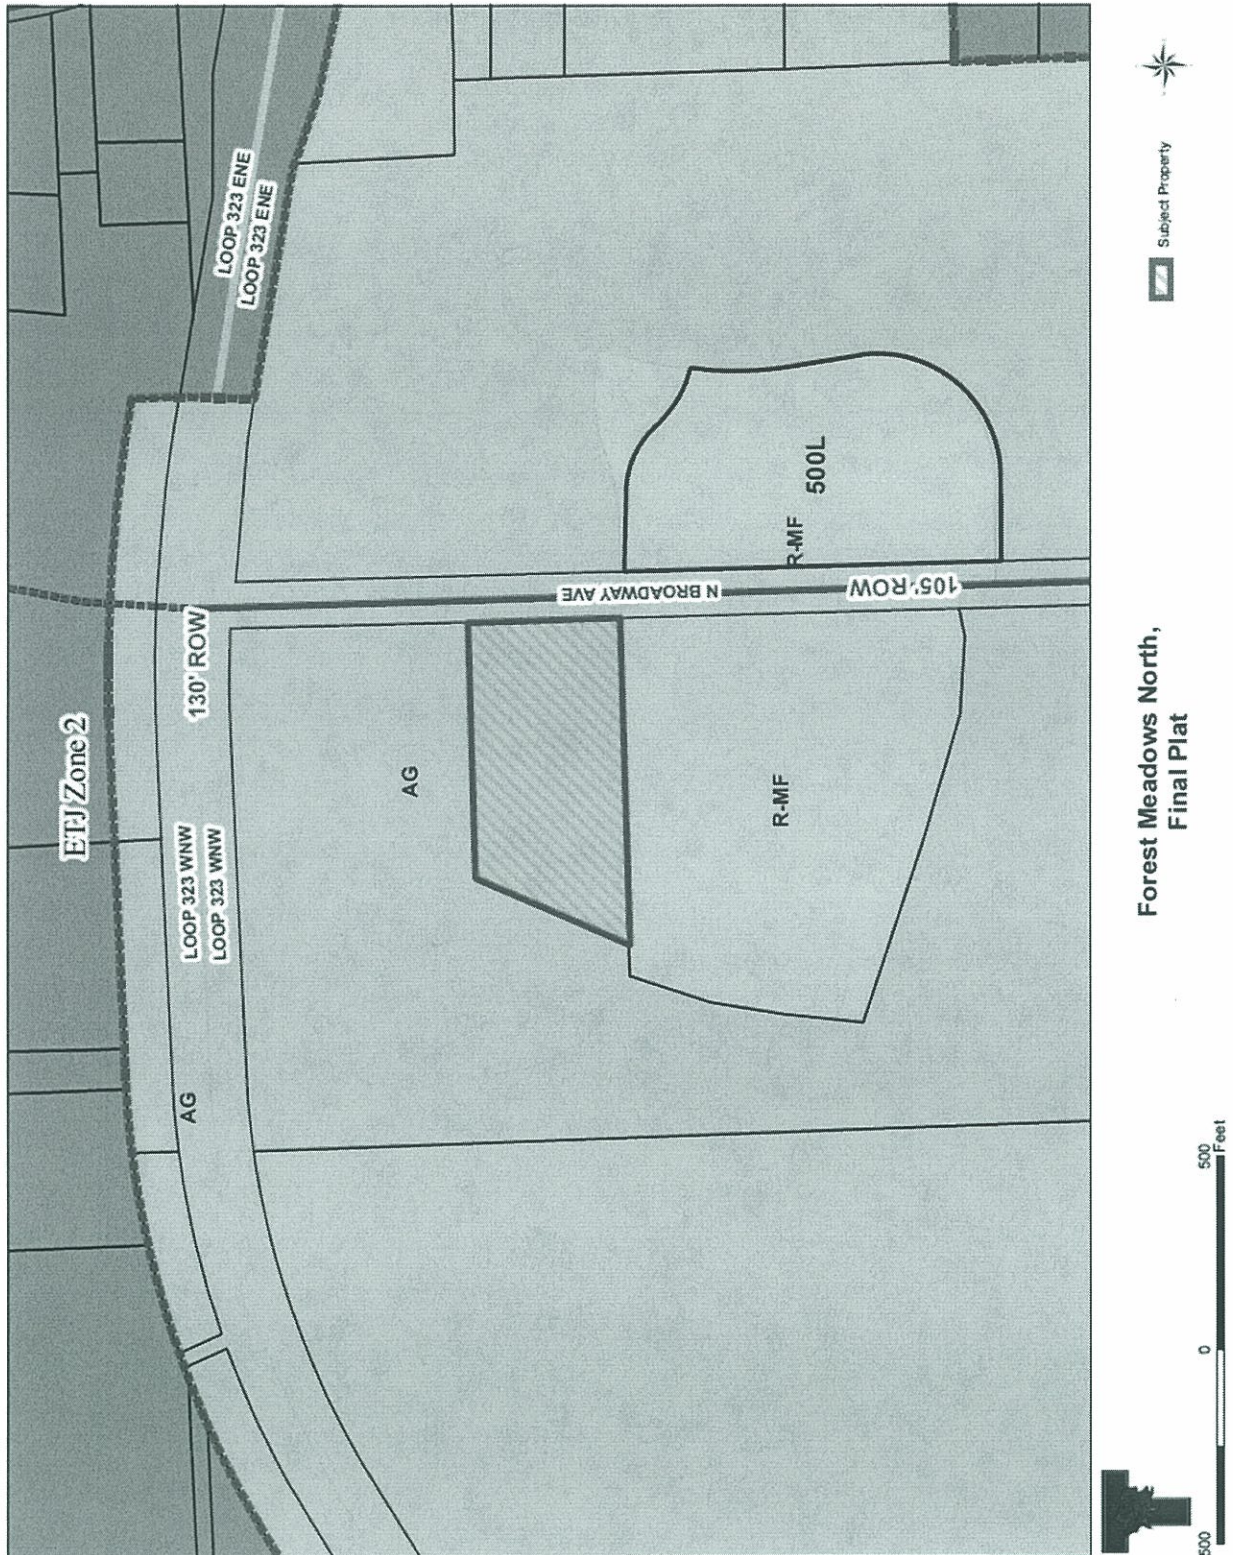 ETJ Zone 2
LOOP 323 ENE
LOOP 323 ENE
130' ROW
LOOP 323 WNW
LOOP 323 WNW
AG
AG
N BROADWAY AVE
105' ROW
R-MF
500L
R-MF
Forest Meadows North,
Final Plat
Subject Property
500
0
500
Feet